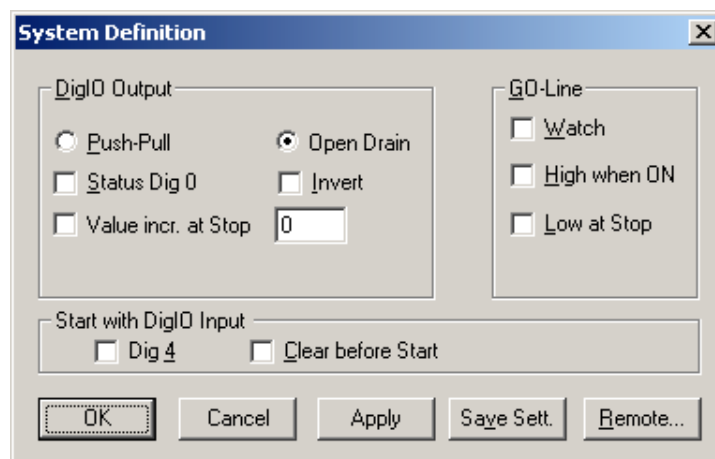 System Definition
DigIO Output
Push-Pull
Open Drain
Status Dig 0
Invert
Value incr. at Stop
0
GO-Line
Watch
High when ON
Low at Stop
Start with DigIO Input
Dig 4
Clear before Start
OK
Cancel
Apply
Save Sett.
Remote...